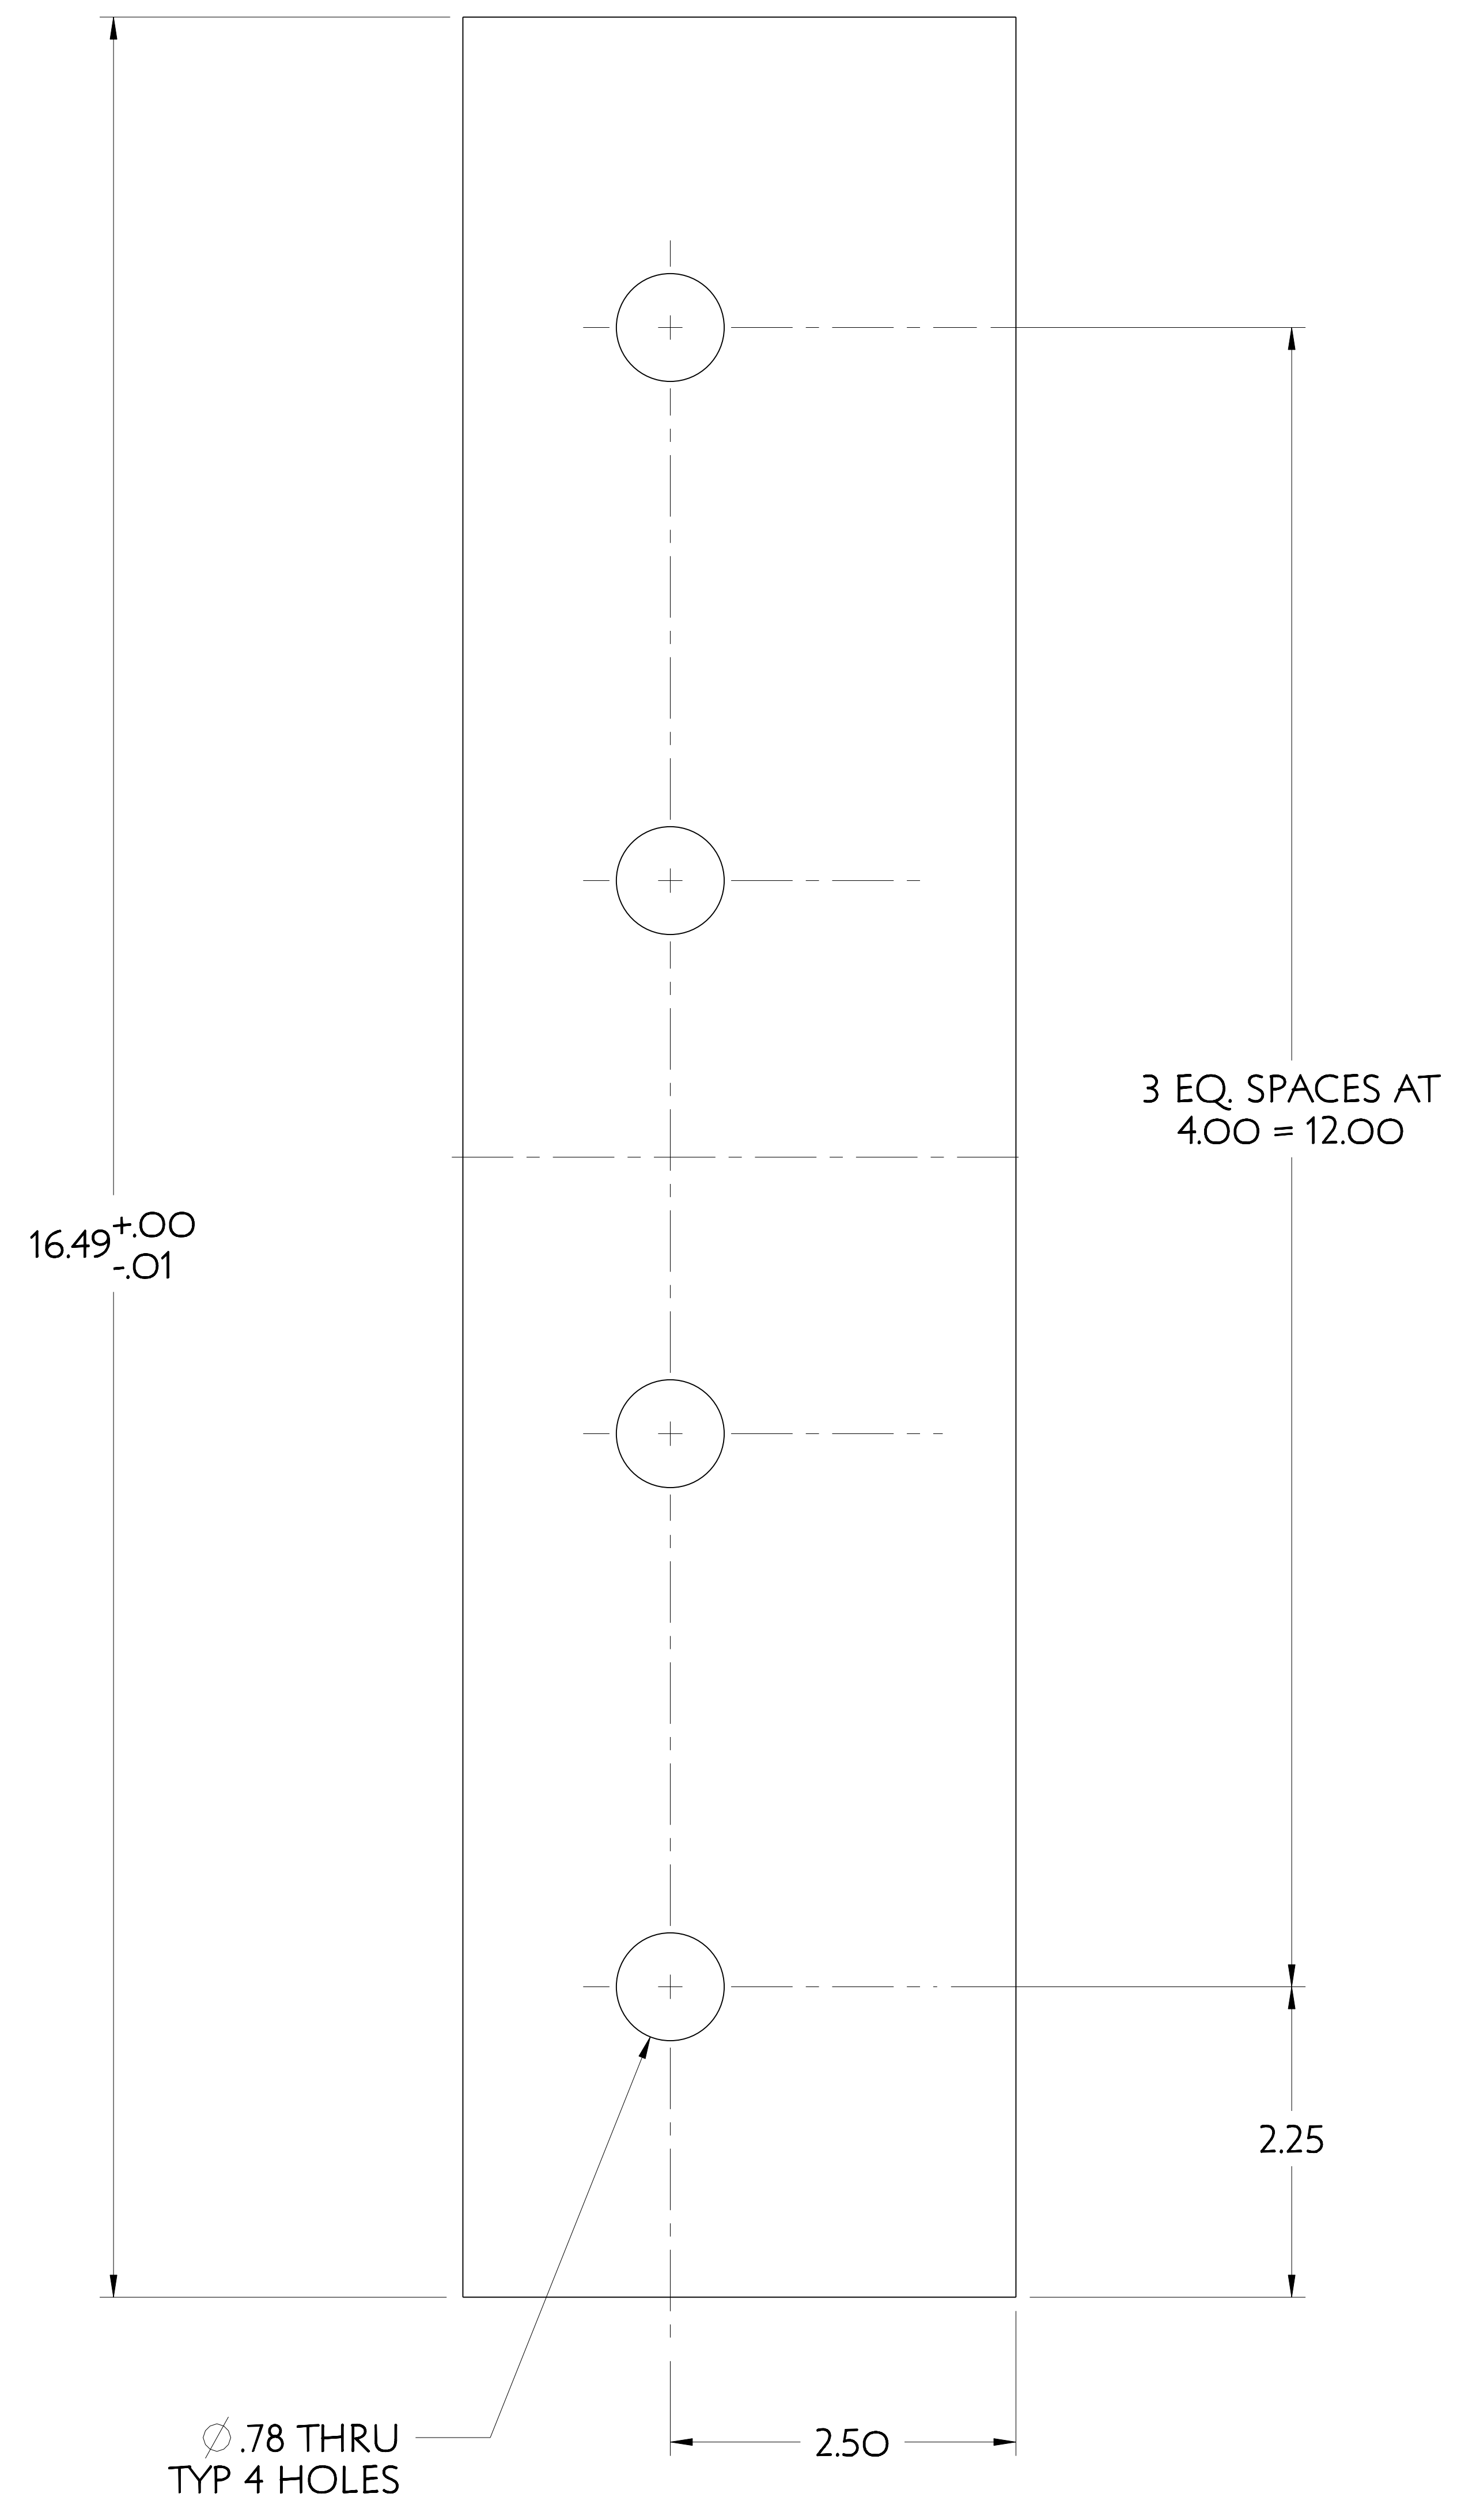 3 EQ. SPACES AT
4.00 = 12.00
16.49+.00
-.01
2.25
Ø.78 THRU
TYP 4 HOLES
2.50